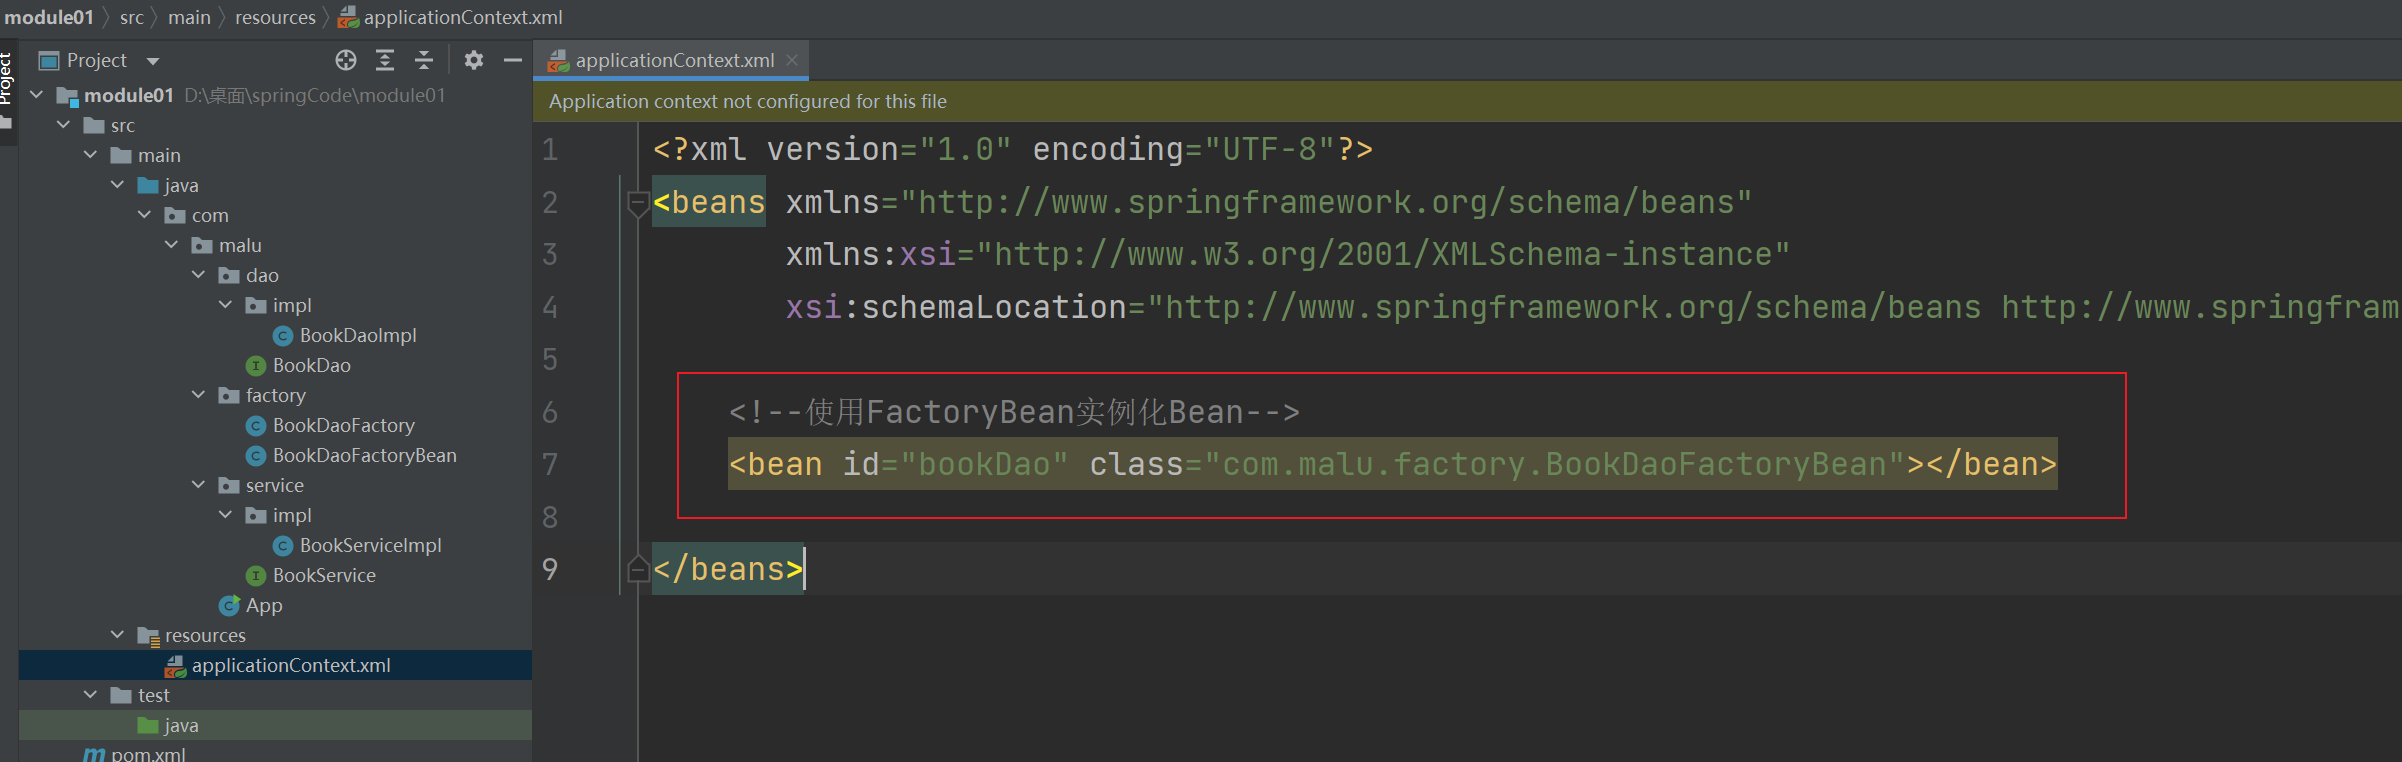 module01 src main resources applicationContext.xml
Project
Project
module01 D:\桌面\springCode\module01
src
main
java
com
malu
dao
impl
BookDaoImpl
BookDao
factory
BookDaoFactory
BookDaoFactoryBean
service
impl
BookServiceImpl
BookService
App
resources
applicationContext.xml
test
java
pom.xml
applicationContext.xml
Application context not configured for this file
1 <?xml version="1.0" encoding="UTF-8"?>
2 <beans xmlns="http://www.springframework.org/schema/beans"
3 xmlns:xsi="http://www.w3.org/2001/XMLSchema-instance"
4 xsi:schemaLocation="http://www.springframework.org/schema/beans http://www.springfram
5
6 <!--使用FactoryBean实例化Bean-->
7 <bean id="bookDao" class="com.malu.factory.BookDaoFactoryBean"></bean>
8
9 </beans>